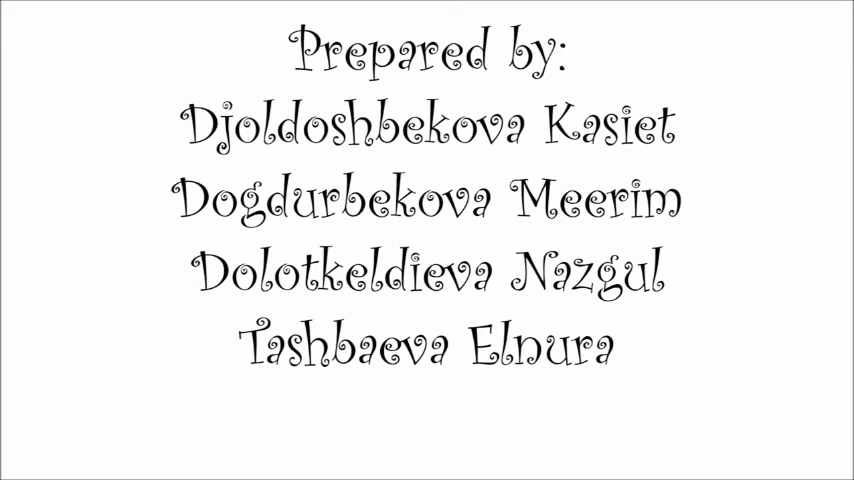 Prepared by:
Djoldoshbekova Kasiet
Dogdurbekova Meerim
Dolotkeldieva Nazgul
Tashbaeva Elnura